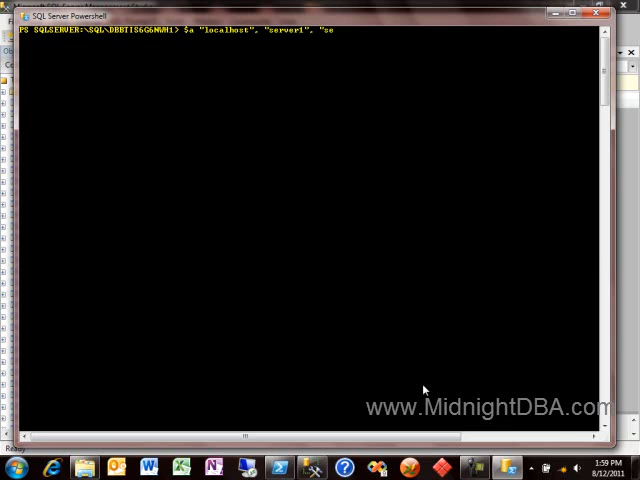 SQL Server Powershell
PS SQLSERVER:\SQL\DBBTIS6G6NWH1> $a "localhost", "server1", "se
www.MidnightDBA.com
Ready
1:59 PM
8/12/2011